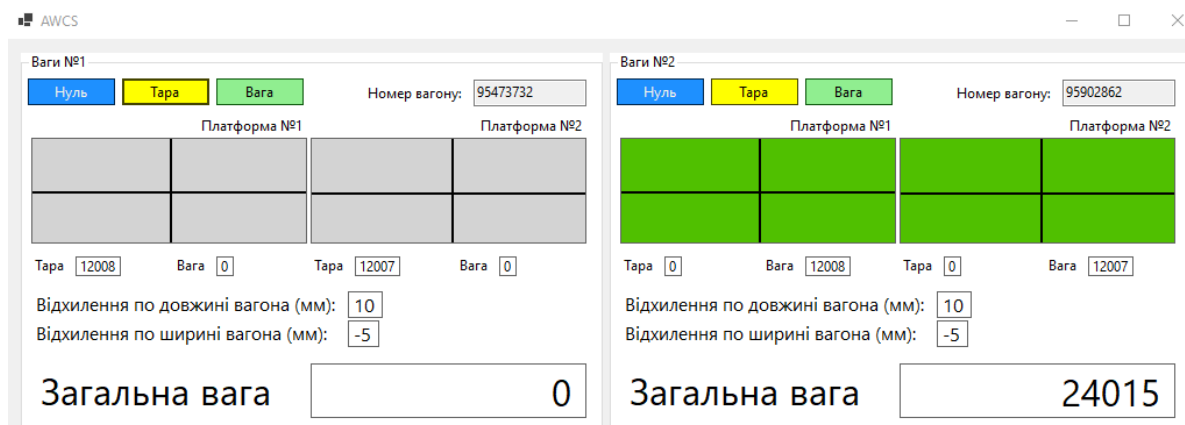 AWCS
Ваги №1
Нуль Тара Вага Номер вагону: 95473732
Платформа №1 Платформа №2
Тара 12008 Вага 0 Тара 12007 Вага 0
Відхилення по довжині вагона (мм): 10
Відхилення по ширині вагона (мм): -5
Загальна вага 0
Ваги №2
Нуль Тара Вага Номер вагону: 95902862
Платформа №1 Платформа №2
Тара 0 Вага 12008 Тара 0 Вага 12007
Відхилення по довжині вагона (мм): 10
Відхилення по ширині вагона (мм): -5
Загальна вага 24015